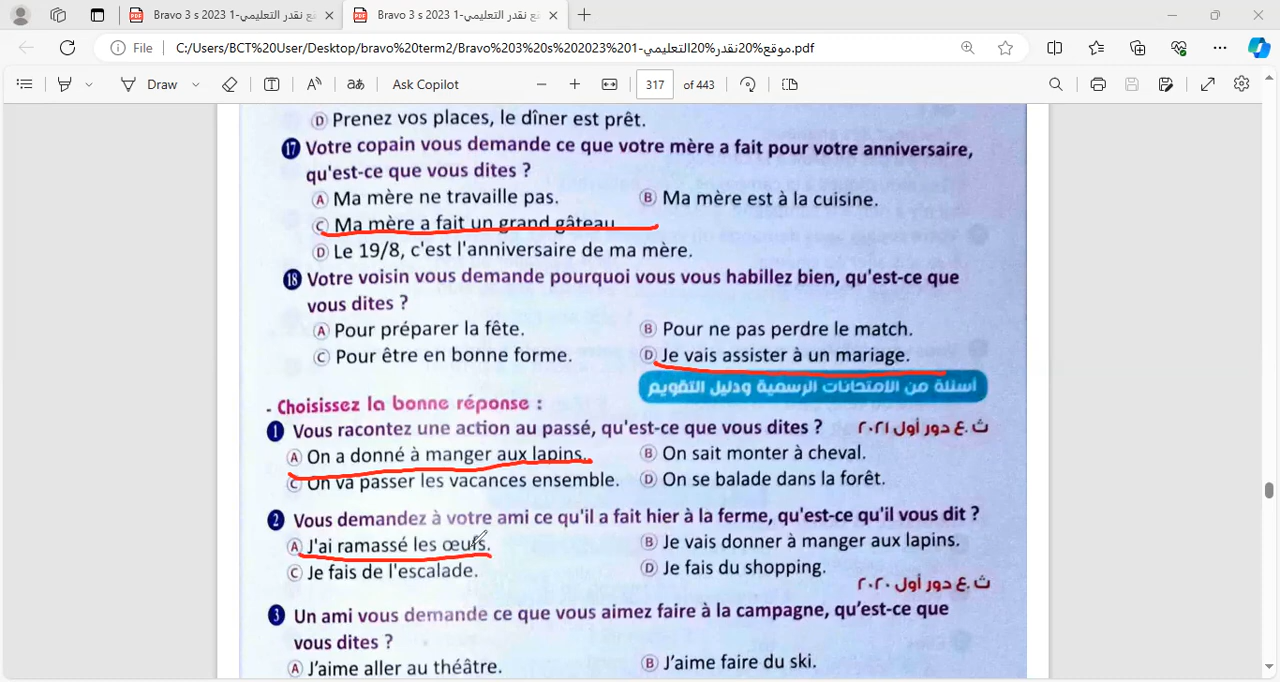 Bravo 3 s 2023 1-ع نقدر التعليمي
Bravo 3 s 2023 1-ع نقدر التعليمي
File
C:/Users/BCT%20User/Desktop/bravo%20term2/Bravo%203%20s%202023%201-موقع%20نقدر%20التعليمي.pdf
Draw
aあ
Ask Copilot
317
of 443
D Prenez vos places, le dîner est prêt.
17 Votre copain vous demande ce que votre mère a fait pour votre anniversaire,
qu'est-ce que vous dites ?
A Ma mère ne travaille pas. B Ma mère est à la cuisine.
C Ma mère a fait un grand gâteau
D Le 19/8, c'est l'anniversaire de ma mère.
18 Votre voisin vous demande pourquoi vous vous habillez bien, qu'est-ce que
vous dites ?
A Pour préparer la fête. B Pour ne pas perdre le match.
C Pour être en bonne forme. D Je vais assister à un mariage.
أسئلة من الامتحانات الرسمية ودليل التقويم
- Choisissez la bonne réponse :
1 Vous racontez une action au passé, qu'est-ce que vous dites ? ث.ع دور أول ٢٠٢١
A On a donné à manger aux lapins. B On sait monter à cheval.
C On va passer les vacances ensemble. D On se balade dans la forêt.
2 Vous demandez à votre ami ce qu'il a fait hier à la ferme, qu'est-ce qu'il vous dit ?
A J'ai ramassé les œufs. B Je vais donner à manger aux lapins.
C Je fais de l'escalade. D Je fais du shopping.
ث.ع دور أول ٢٠٢٠
3 Un ami vous demande ce que vous aimez faire à la campagne, qu'est-ce que
vous dites ?
A J'aime aller au théâtre. B J'aime faire du ski.